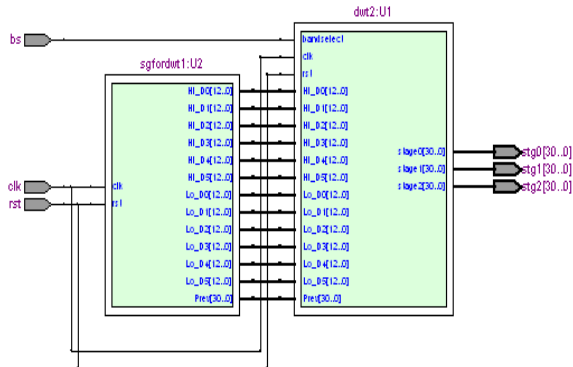 dwt2:U1
bs
bandselect
clk
rst
sgfordwt1:U2
HI_D0[12..0]
HI_D1[12..0]
HI_D2[12..0]
HI_D3[12..0]
HI_D4[12..0]
HI_D5[12..0]
Lo_D0[12..0]
Lo_D1[12..0]
Lo_D2[12..0]
Lo_D3[12..0]
Lo_D4[12..0]
Lo_D5[12..0]
Prev[30..0]
clk
rst
clk
rst
HI_D0[12..0]
HI_D1[12..0]
HI_D2[12..0]
HI_D3[12..0]
HI_D4[12..0]
HI_D5[12..0]
Lo_D0[12..0]
Lo_D1[12..0]
Lo_D2[12..0]
Lo_D3[12..0]
Lo_D4[12..0]
Lo_D5[12..0]
Prev[30..0]
stage0[30..0]
stage1[30..0]
stage2[30..0]
stg0[30..0]
stg1[30..0]
stg2[30..0]